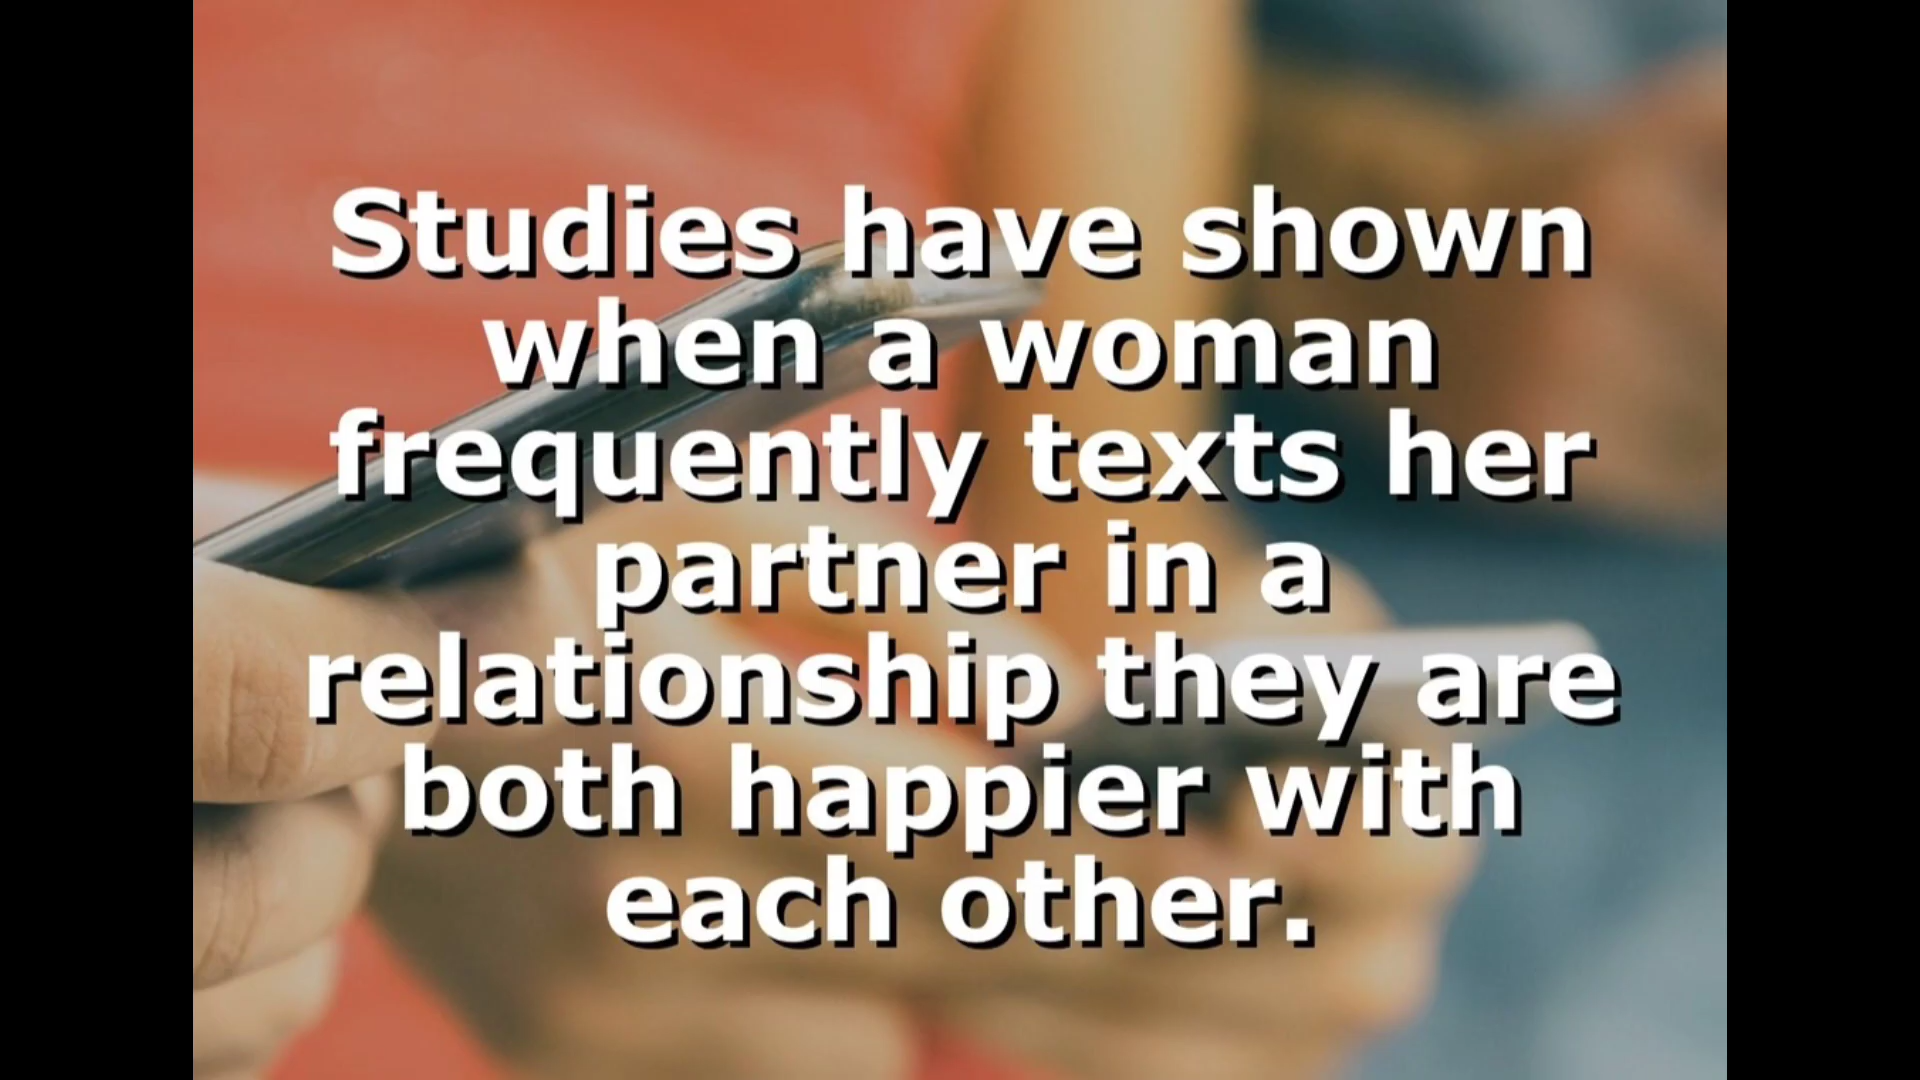 Studies have shown
when a woman
frequently texts her
partner in a
relationship they are
both happier with
each other.